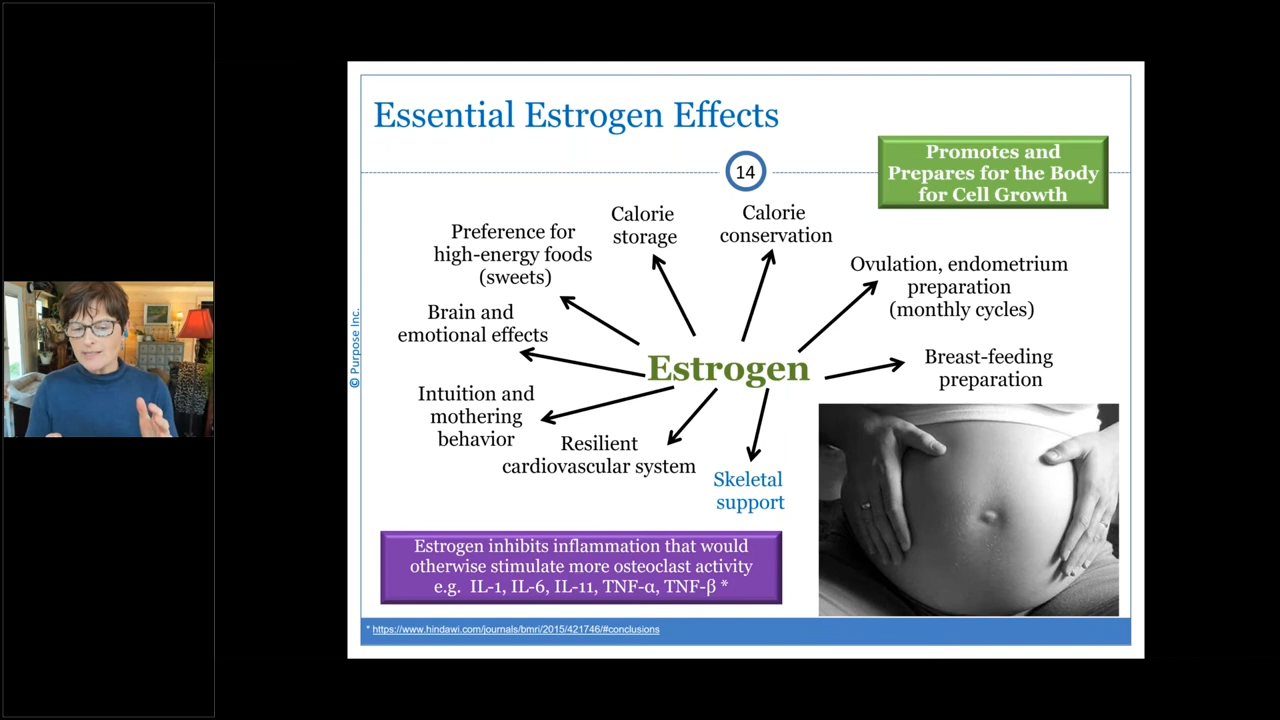 Essential Estrogen Effects
14
Promotes and
Prepares for the Body
for Cell Growth
Preference for
high-energy foods
(sweets)
Calorie
storage
Calorie
conservation
Ovulation, endometrium
preparation
(monthly cycles)
Brain and
emotional effects
Estrogen
Breast-feeding
preparation
Intuition and
mothering
behavior
Resilient
cardiovascular system
Skeletal
support
© Purpose Inc.
Estrogen inhibits inflammation that would
otherwise stimulate more osteoclast activity
e.g. IL-1, IL-6, IL-11, TNF-α, TNF-β *
* https://www.hindawi.com/journals/bmri/2015/421746/#conclusions